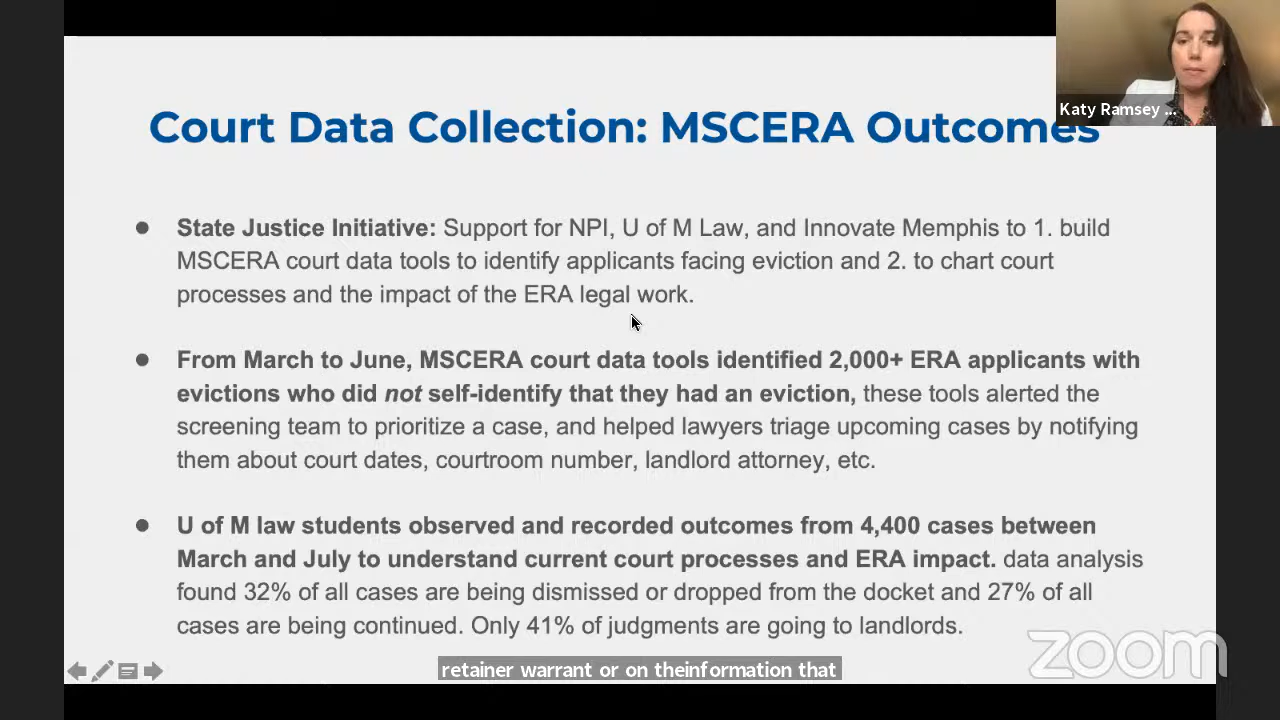 Katy Ramsey ...
Court Data Collection: MSCERA Outcomes
● State Justice Initiative: Support for NPI, U of M Law, and Innovate Memphis to 1. build
MSCERA court data tools to identify applicants facing eviction and 2. to chart court
processes and the impact of the ERA legal work.
● From March to June, MSCERA court data tools identified 2,000+ ERA applicants with
evictions who did not self-identify that they had an eviction, these tools alerted the
screening team to prioritize a case, and helped lawyers triage upcoming cases by notifying
them about court dates, courtroom number, landlord attorney, etc.
● U of M law students observed and recorded outcomes from 4,400 cases between
March and July to understand current court processes and ERA impact. data analysis
found 32% of all cases are being dismissed or dropped from the docket and 27% of all
cases are being continued. Only 41% of judgments are going to landlords.
zoom
retainer warrant or on theinformation that